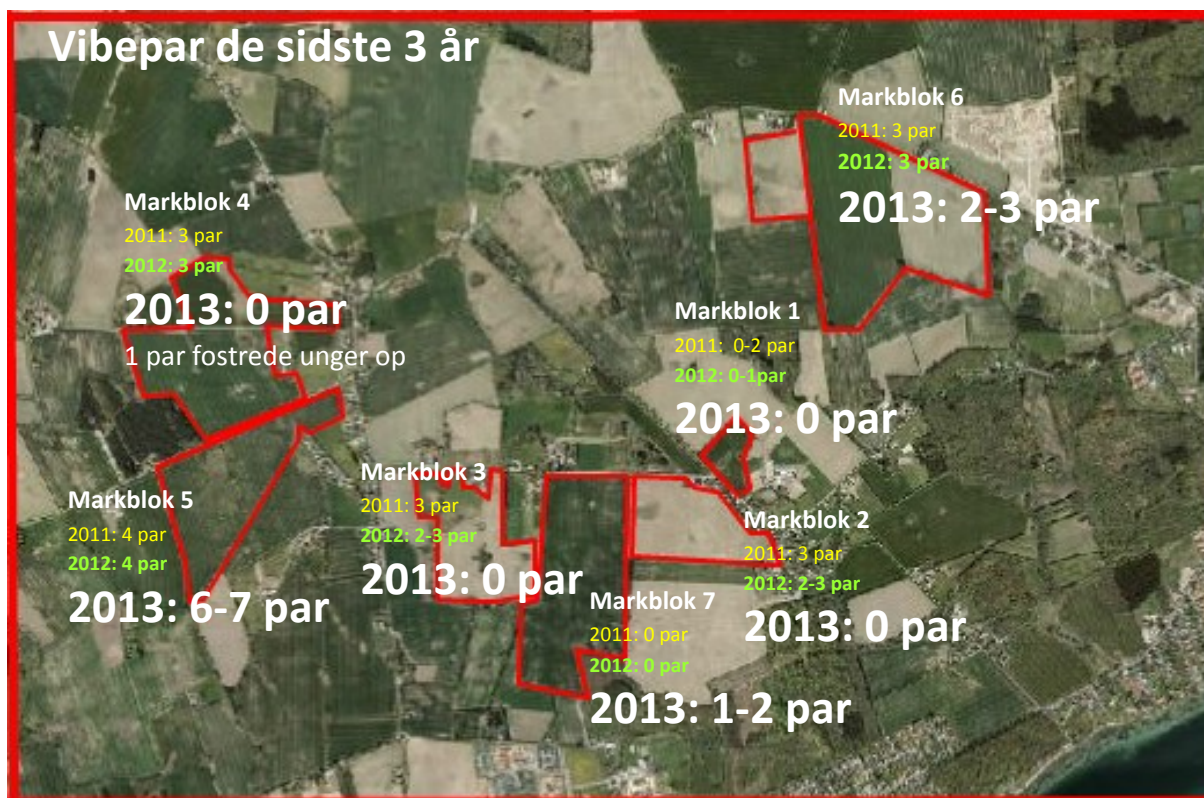 Vibepar de sidste 3 år
Markblok 6
2011: 3 par
2012: 3 par
2013: 2-3 par
Markblok 4
2011: 3 par
2012: 3 par
2013: 0 par
1 par fostrede unger op
Markblok 1
2011:  0-2 par
2012: 0-1par
2013: 0 par
Markblok 3
2011: 3 par
2012: 2-3 par
2013: 0 par
Markblok 5
2011: 4 par
2012: 4 par
2013: 6-7 par
Markblok 2
2011: 3 par
2012: 2-3 par
2013: 0 par
Markblok 7
2011: 0 par
2012: 0 par
2013: 1-2 par